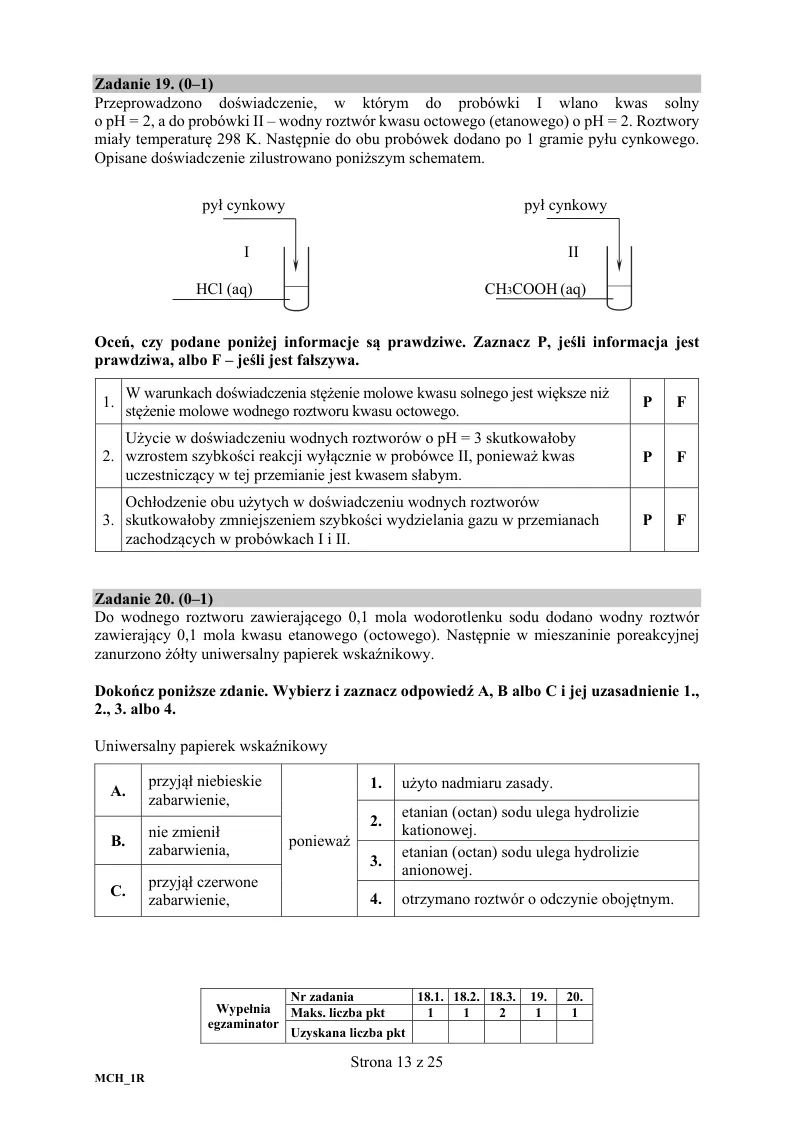 Zadanie 19. (0–1)
Przeprowadzono doświadczenie, w którym do probówki I wlano kwas solny
o pH = 2, a do probówki II – wodny roztwór kwasu octowego (etanowego) o pH = 2. Roztwory
miały temperaturę 298 K. Następnie do obu probówek dodano po 1 gramie pyłu cynkowego.
Opisane doświadczenie zilustrowano poniższym schematem.
pył cynkowy
pył cynkowy
I
II
HCl (aq)
CH3COOH (aq)
Oceń, czy podane poniżej informacje są prawdziwe. Zaznacz P, jeśli informacja jest
prawdziwa, albo F – jeśli jest fałszywa.
1. W warunkach doświadczenia stężenie molowe kwasu solnego jest większe niż
stężenie molowe wodnego roztworu kwasu octowego. P F
Użycie w doświadczeniu wodnych roztworów o pH = 3 skutkowałoby
2. wzrostem szybkości reakcji wyłącznie w probówce II, ponieważ kwas P F
uczestniczący w tej przemianie jest kwasem słabym.
Ochłodzenie obu użytych w doświadczeniu wodnych roztworów
3. skutkowałoby zmniejszeniem szybkości wydzielania gazu w przemianach P F
zachodzących w probówkach I i II.
Zadanie 20. (0–1)
Do wodnego roztworu zawierającego 0,1 mola wodorotlenku sodu dodano wodny roztwór
zawierający 0,1 mola kwasu etanowego (octowego). Następnie w mieszaninie poreakcyjnej
zanurzono żółty uniwersalny papierek wskaźnikowy.
Dokończ poniższe zdanie. Wybierz i zaznacz odpowiedź A, B albo C i jej uzasadnienie 1.,
2., 3. albo 4.
Uniwersalny papierek wskaźnikowy
A. przyjął niebieskie
zabarwienie,
B. nie zmienił
zabarwienia,
C. przyjął czerwone
zabarwienie,
ponieważ
1. użyto nadmiaru zasady.
2. etanian (octan) sodu ulega hydrolizie
kationowej.
3. etanian (octan) sodu ulega hydrolizie
anionowej.
4. otrzymano roztwór o odczynie obojętnym.
Wypełnia
egzaminator
Nr zadania 18.1. 18.2. 18.3. 19. 20.
Maks. liczba pkt 1 1 2 1 1
Uzyskana liczba pkt
Strona 13 z 25
MCH_1R